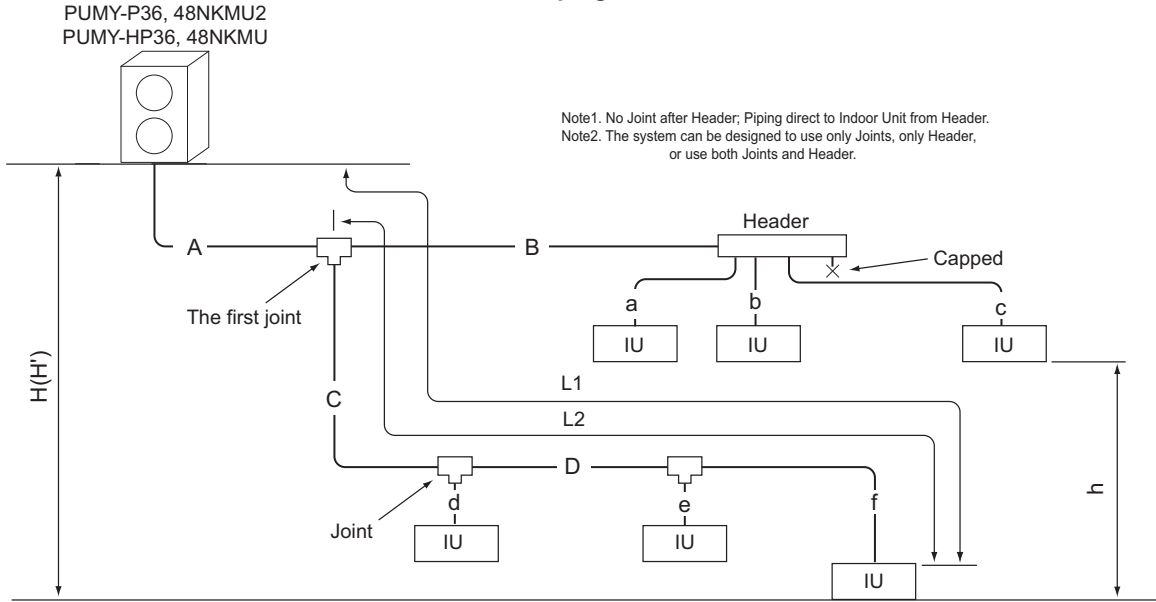 PUMY-P36, 48NKMU2
PUMY-HP36, 48NKMU
Note1. No Joint after Header; Piping direct to Indoor Unit from Header.
Note2. The system can be designed to use only Joints, only Header,
or use both Joints and Header.
Header
A
B
Capped
The first joint
a
b
c
IU
IU
IU
H(H')
L1
C
L2
D
h
d
e
f
Joint
IU
IU
IU